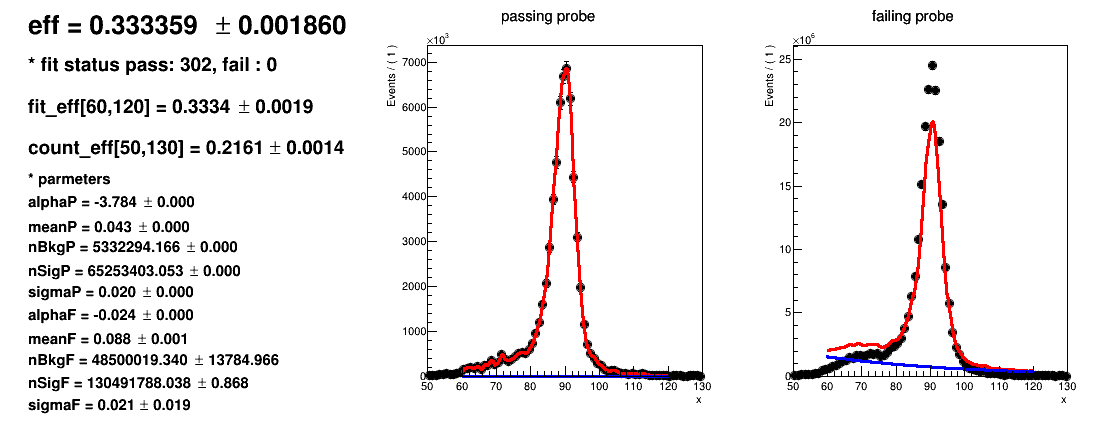 eff = 0.333359 ± 0.001860
* fit status pass: 302, fail : 0
fit_eff[60,120] = 0.3334 ± 0.0019
count_eff[50,130] = 0.2161 ± 0.0014
* parmeters
alphaP = -3.784 ± 0.000
meanP = 0.043 ± 0.000
nBkgP = 5332294.166 ± 0.000
nSigP = 65253403.053 ± 0.000
sigmaP = 0.020 ± 0.000
alphaF = -0.024 ± 0.000
meanF = 0.088 ± 0.001
nBkgF = 48500019.340 ± 13784.966
nSigF = 130491788.038 ± 0.868
sigmaF = 0.021 ± 0.019
passing probe
×10³
Events / ( 1 )
7000
6000
5000
4000
3000
2000
1000
0
50 60 70 80 90 100 110 120 130
x
failing probe
×10⁶
Events / ( 1 )
25
20
15
10
5
0
50 60 70 80 90 100 110 120 130
x